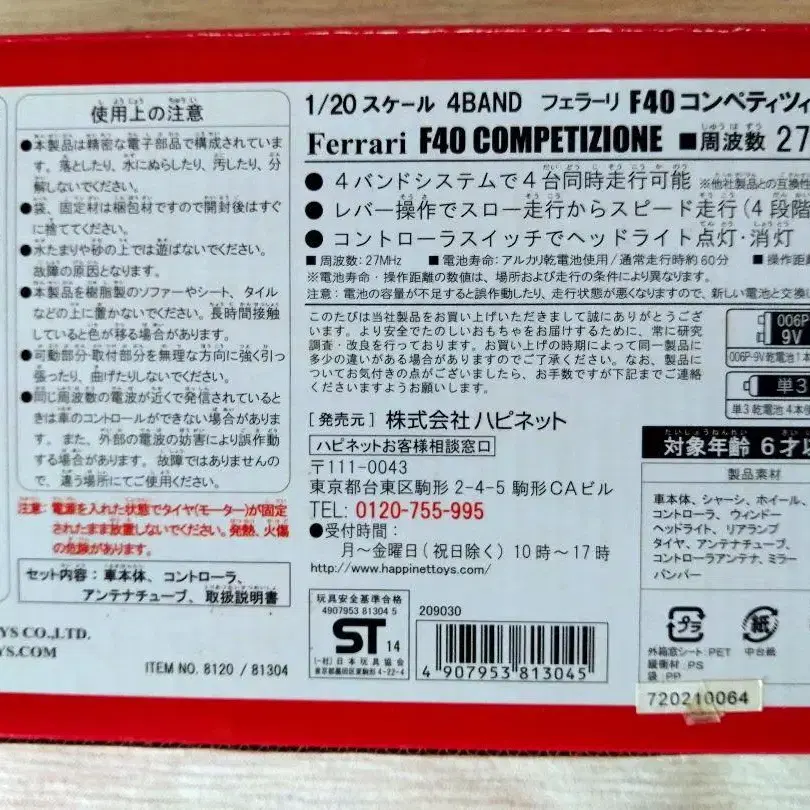 使用上の注意
●本製品は精密な電子部品で構成されていま
す。落としたり、水にぬらしたり、汚したり、分
解しないでください。
●袋、固定材は梱包材ですので開封後はすぐ
に捨ててください。
●水たまりや砂の上では遊ばないでください。
故障の原因となります。
●本製品を樹脂製のソファーやシート、タイル
などの上に置かないでください。長時間接触
していると色が移る場合があります。
●可動部分・取付部分を無理な方向に強く引っ
張ったり、曲げたりしないでください。
●同じ周波数の電波が近くで発信されていると
きは車のコントロールができない場合がありま
す。また、外部の電波の妨害により誤作動
する場合があります。故障ではありませんの
で、違う場所にてご使用ください。
注意: 電源を入れた状態でタイヤ(モーター)が固定
されたまま放置しないでください。発熱、火傷
の危険があります。
セット内容:車本体、コントローラ、
アンテナチューブ、取扱説明書
YS CO.,LTD.
YS.COM
ITEM NO. 8120 / 81304
1/20 スケール 4BAND フェラーリ F40 コンペティツィ
Ferrari F40 COMPETIZIONE ■周波数 27
● 4バンドシステムで4台同時走行可能 ※他社製品との互換性
● レバー操作でスロー走行からスピード走行(4段階
● コントローラスイッチでヘッドライト点灯・消灯
■周波数:27MHz ■電池寿命:アルカリ乾電池使用/通常走行時約60分 ■操作距
※電池寿命・操作距離の数値は、場所および走行の条件により異なります。
注意:電池の容量が不足すると誤作動したり、走行状態が悪くなりますので、新しい電池と交換
このたびは当社製品をお買い上げいただきまして誠にありがとうござ
います。より安全でたのしいおもちゃをお届けするために、常に研究
調査・改良を行っております。お買い上げの時期によって同一製品に
多少の違いがある場合がありますのでご了承ください。なお、製品に
ついてお気付きの点がございましたら、お手数ですが下記までご連絡
くださいますようお願いします。
006P
9V
006P-9V乾電池1本
単3
単3乾電池4本
[発売元] 株式会社ハピネット
ハピネットお客様相談窓口
〒111-0043
東京都台東区駒形 2-4-5 駒形CAビル
TEL: 0120-755-995
●受付時間:
月~金曜日(祝日除く) 10時~17時
http://www.happinettoys.com/
対象年齢 6才以
製品素材
車本体、シャーシ、ホイール、
コントローラ、ウィンドー
ヘッドライト、リアランプ
タイヤ、アンテナチューブ、
コントローラアンテナ、ミラー
バンパー
玩具安全基準合格
4907953 81304 5
ST 14
(一社)日本玩具協会
東京都墨田区東駒形 4-22-4
209030
4 907953 813045
プラ
紙
外箱窓シート:PET
中台紙
緩衝材:PS
袋:PP
720210064